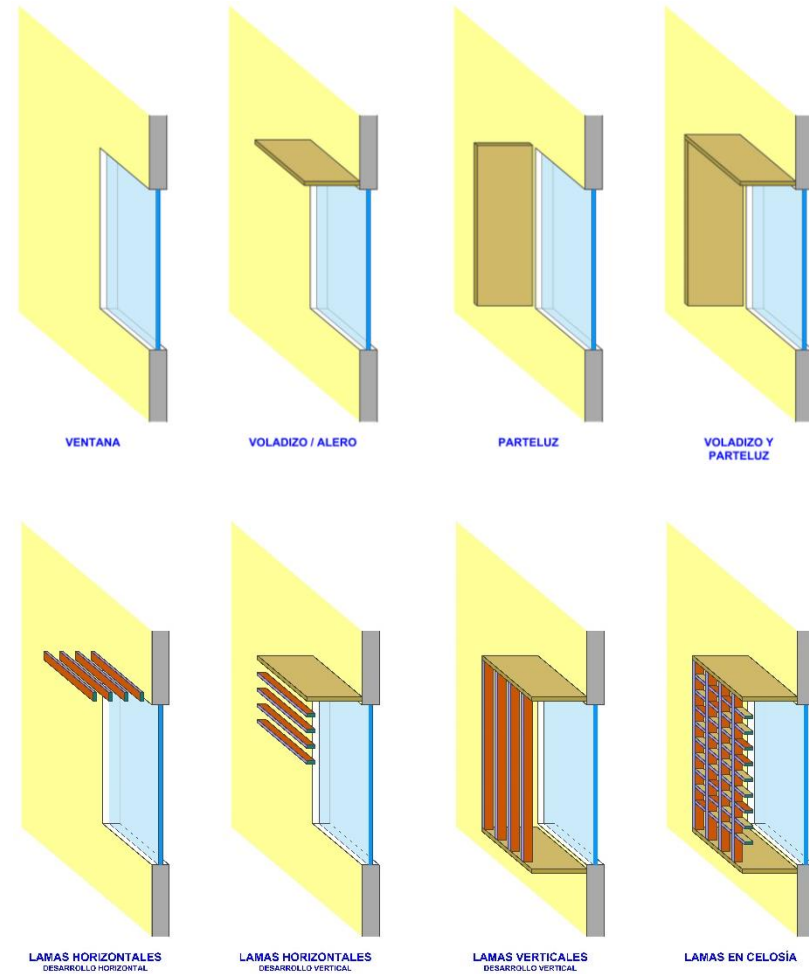 VENTANA
VOLADIZO / ALERO
PARTELUZ
VOLADIZO Y
PARTELUZ
LAMAS HORIZONTALES
DESARROLLO HORIZONTAL
LAMAS HORIZONTALES
DESARROLLO VERTICAL
LAMAS VERTICALES
DESARROLLO VERTICAL
LAMAS EN CELOSÍA